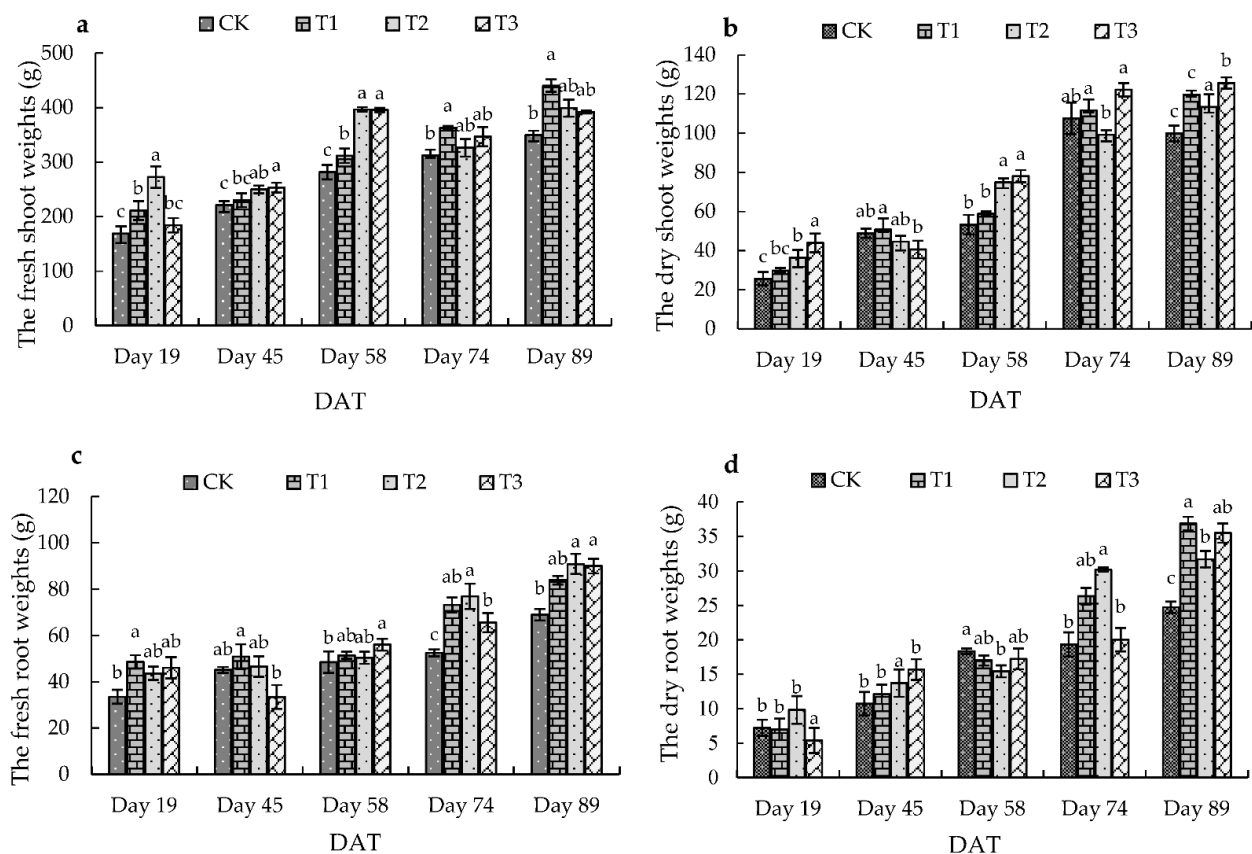 a
CK T1 T2 T3
The fresh shoot weights (g)
500
400
300
200
100
0
c b a bc
c bc ab a
c b a a
b a ab ab
b a ab ab
Day 19 Day 45 Day 58 Day 74 Day 89
DAT
b
CK T1 T2 T3
The dry shoot weights (g)
140
120
100
80
60
40
20
0
c bc b a
ab a ab b
b b a a
ab a b a
c c a b
Day 19 Day 45 Day 58 Day 74 Day 89
DAT
c
CK T1 T2 T3
The fresh root weights (g)
120
100
80
60
40
20
0
b a ab ab
ab a ab b
b ab ab a
c ab a b
b ab a a
Day 19 Day 45 Day 58 Day 74 Day 89
DAT
d
CK T1 T2 T3
The dry root weights (g)
40
35
30
25
20
15
10
5
0
b b b a
b b a b
a ab b ab
b ab a b
c a b ab
Day 19 Day 45 Day 58 Day 74 Day 89
DAT